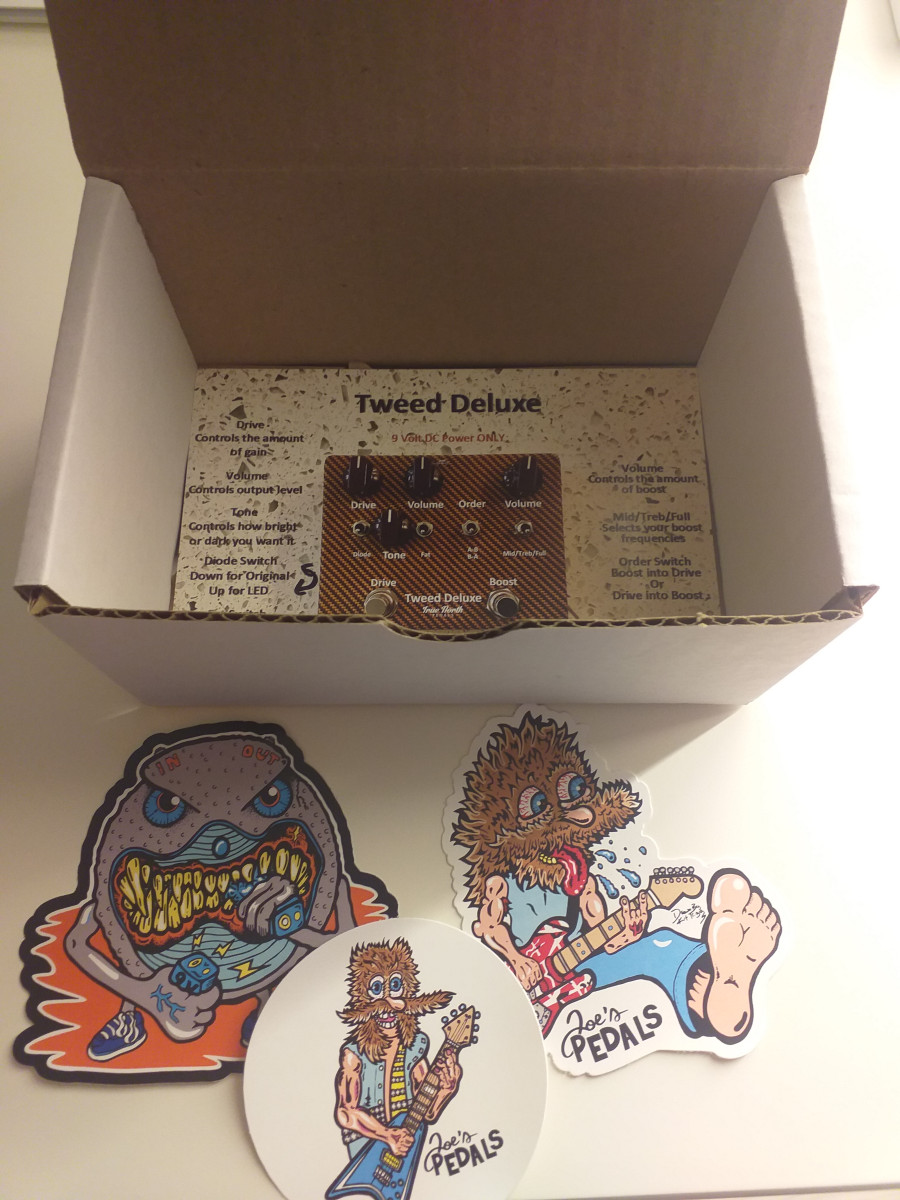 Tweed Deluxe
9 Volt DC Power ONLY
Drive
Controls the amount
of gain
Volume
Controls output level
Tone
Controls how bright
or dark you want it
Diode Switch
Down for Original
Up for LED
Drive
Volume
Order
Volume
Diode
Tone
Fat
A-B
B-A
Mid/Treb/Full
Drive
Boost
Tweed Deluxe
True North
PEDALS
Volume
Controls the amount
of boost
Mid/Treb/Full
Selects your boost
frequencies
Order Switch
Boost into Drive
Or
Drive into Boost
IN OUT
9V
Joe's
PEDALS
Joe's
PEDALS